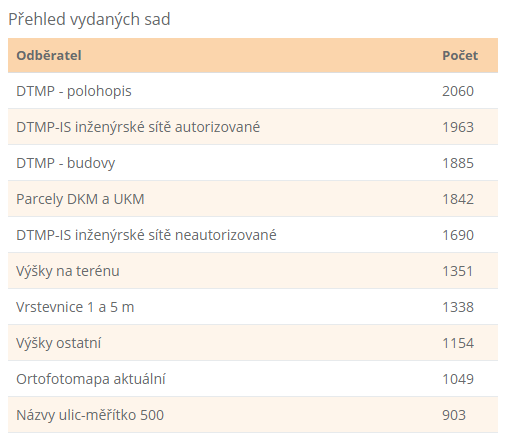 Přehled vydaných sad
Odběratel Počet
DTMP - polohopis 2060
DTMP-IS inženýrské sítě autorizované 1963
DTMP - budovy 1885
Parcely DKM a UKM 1842
DTMP-IS inženýrské sítě neautorizované 1690
Výšky na terénu 1351
Vrstevnice 1 a 5 m 1338
Výšky ostatní 1154
Ortofotomapa aktuální 1049
Názvy ulic-měřítko 500 903